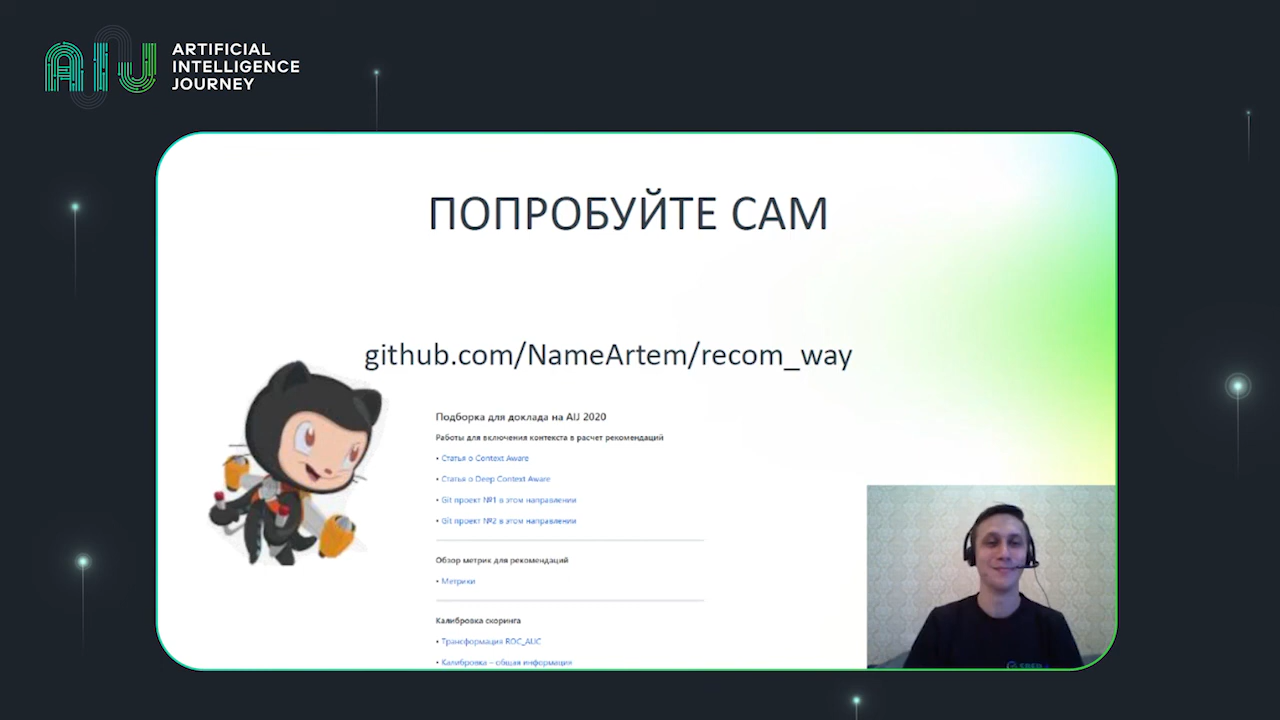 ARTIFICIAL
INTELLIGENCE
JOURNEY
ПОПРОБУЙТЕ САМ
github.com/NameArtem/recom_way
Подборка для доклада на AIJ 2020
Работы для включения контекста в расчет рекомендаций
• Статья о Context Aware
• Статья о Deep Context Aware
• Git проект №1 в этом направлении
• Git проект №2 в этом направлении
Обзор метрик для рекомендаций
• Метрики
Калибровка скоринга
• Трансформация ROC_AUC
• Калибровка – общая информация